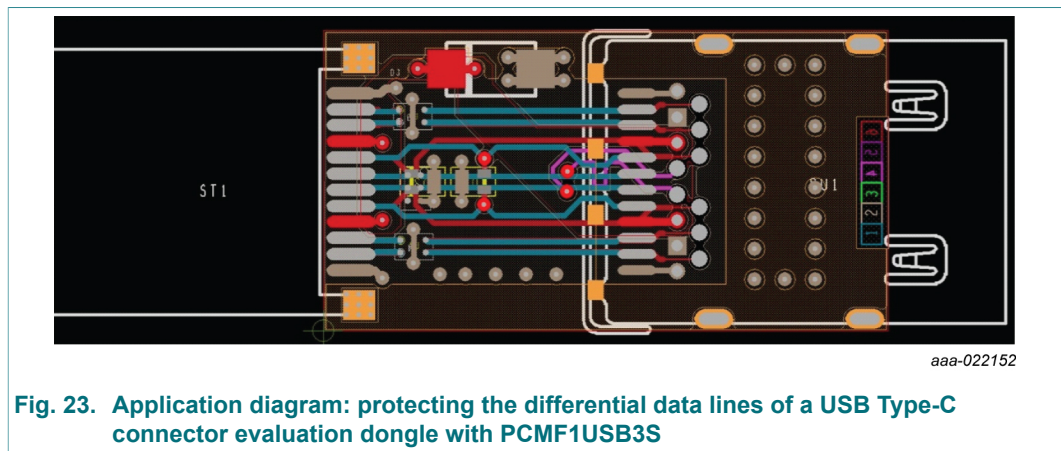 D3
ST1
1 2 3 4 5 6
aaa-022152
Fig. 23. Application diagram: protecting the differential data lines of a USB Type-C
connector evaluation dongle with PCMF1USB3S